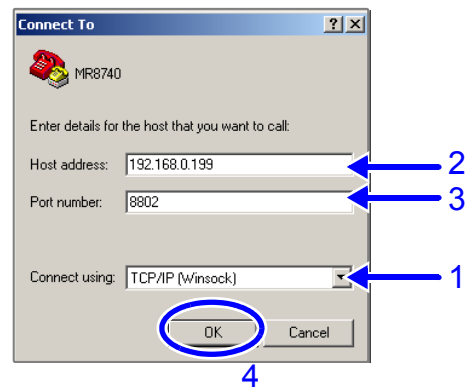 Connect To
MR8740
Enter details for the host that you want to call:
Host address: 192.168.0.199
2
Port number: 8802
3
Connect using: TCP/IP (Winsock)
1
OK Cancel
4